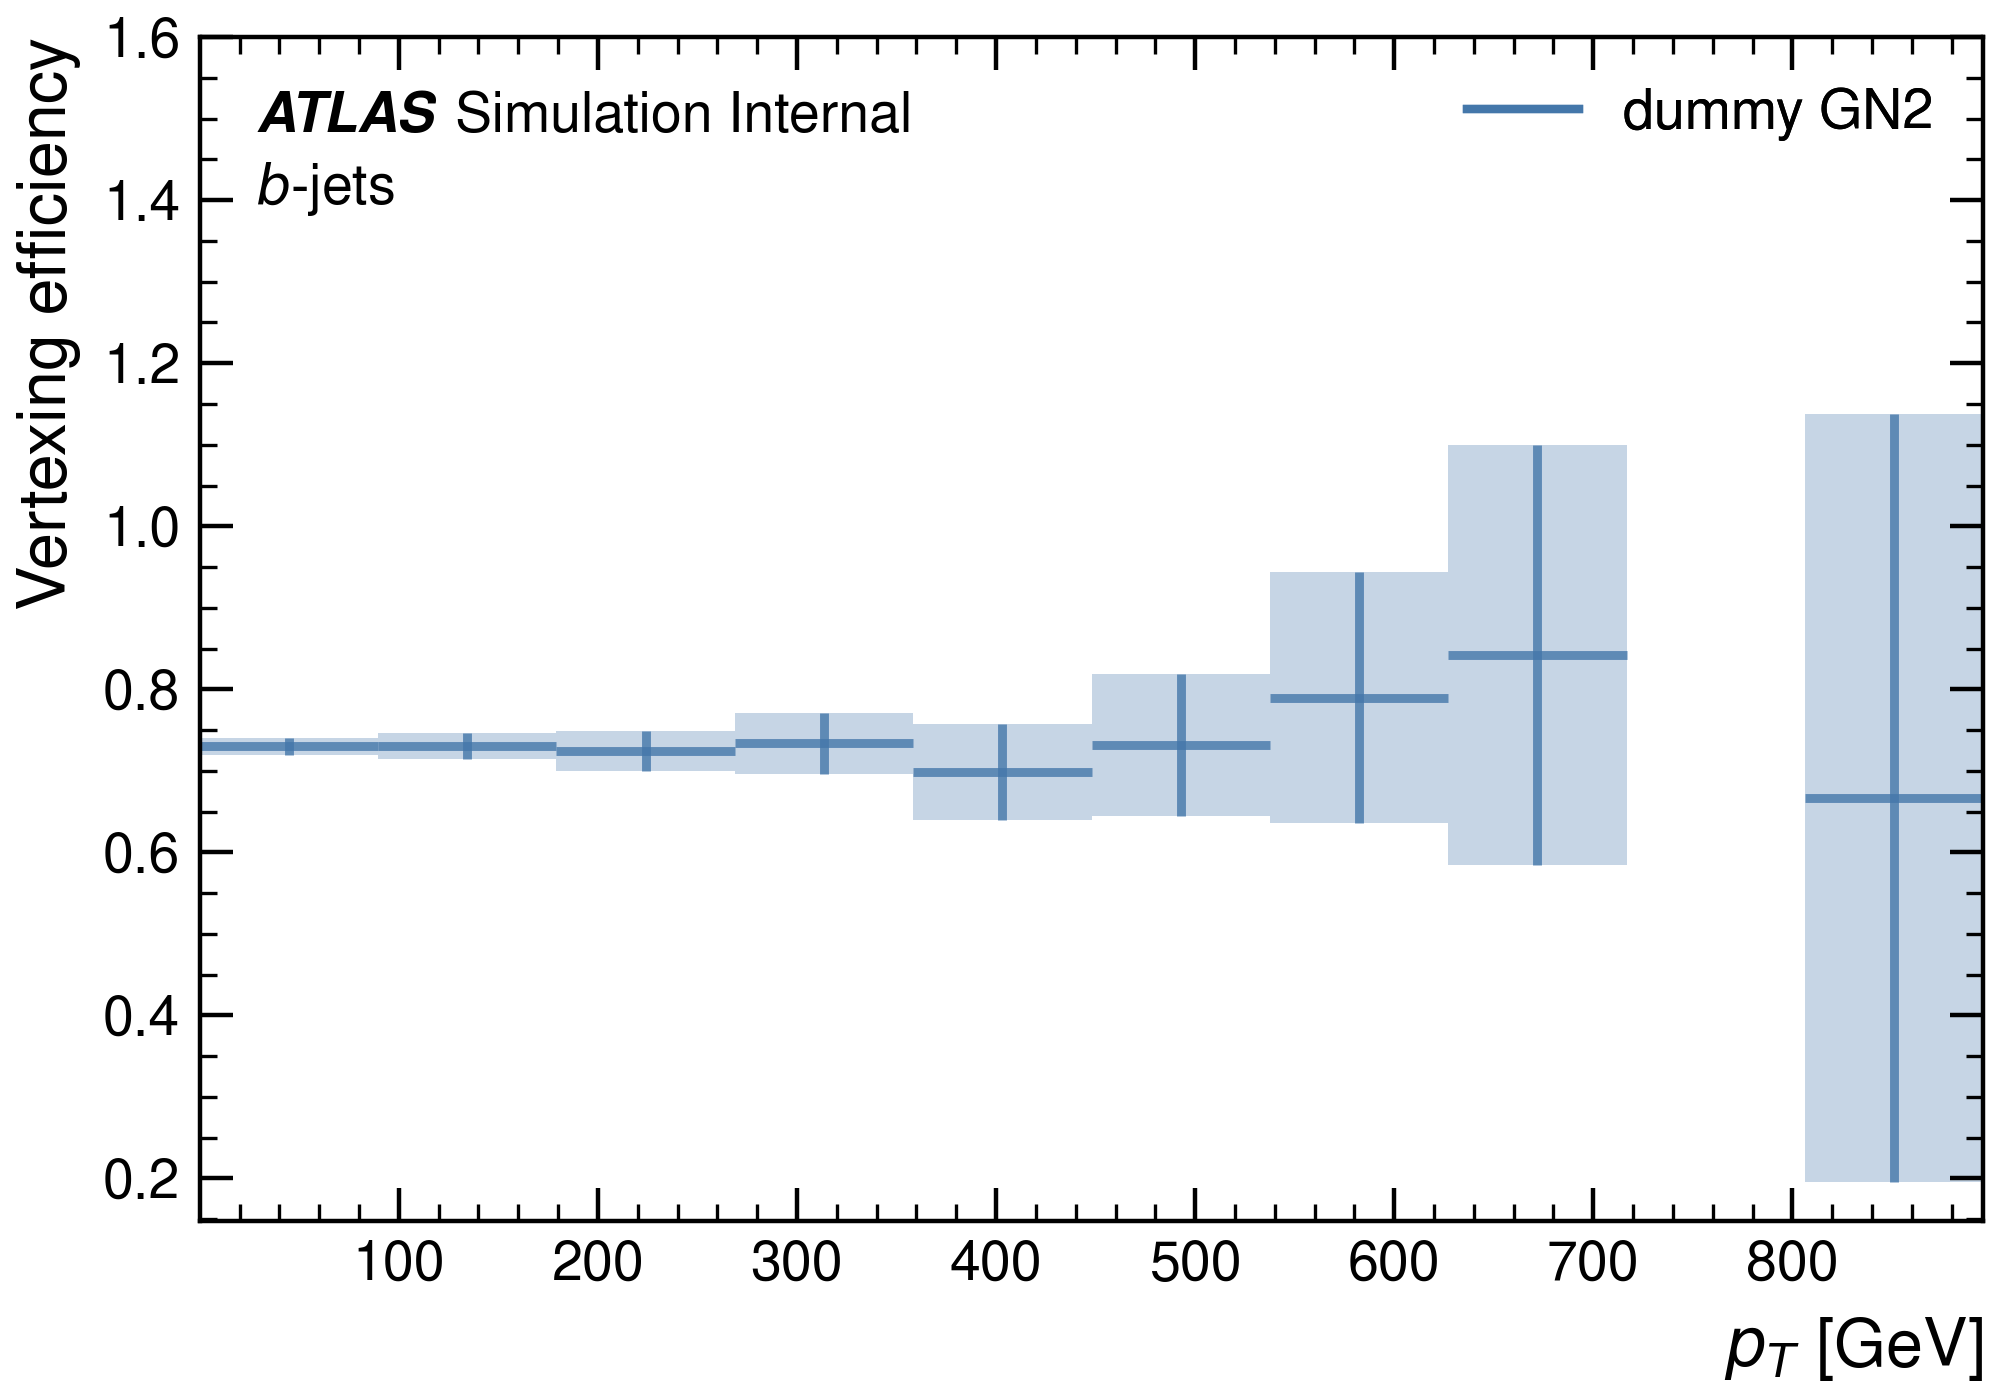 Vertexing efficiency
1.6
1.4
1.2
1.0
0.8
0.6
0.4
0.2
ATLAS Simulation Internal
b-jets
dummy GN2
100 200 300 400 500 600 700 800
p_T [GeV]